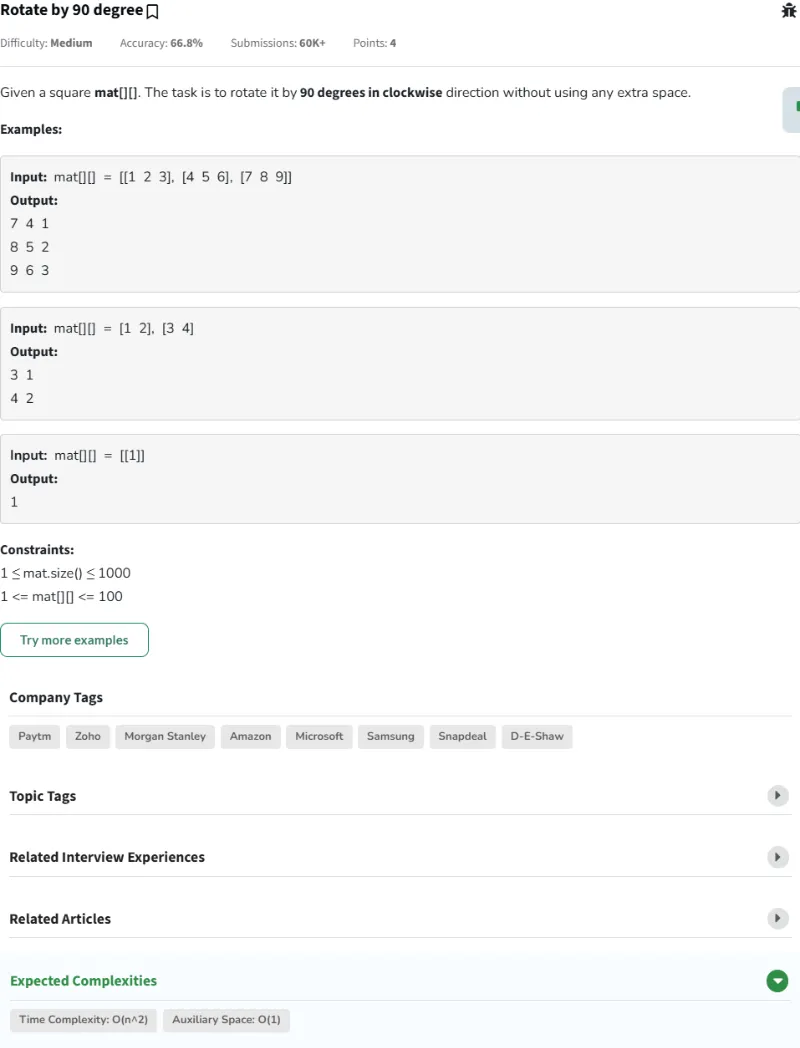 Rotate by 90 degree
Difficulty: Medium Accuracy: 66.8% Submissions: 60K+ Points: 4
Given a square mat[][]. The task is to rotate it by 90 degrees in clockwise direction without using any extra space.
Examples:
Input: mat[][] = [[1 2 3], [4 5 6], [7 8 9]]
Output:
7 4 1
8 5 2
9 6 3
Input: mat[][] = [1 2], [3 4]
Output:
3 1
4 2
Input: mat[][] = [[1]]
Output:
1
Constraints:
1 ≤ mat.size() ≤ 1000
1 <= mat[][] <= 100
Try more examples
Company Tags
Paytm Zoho Morgan Stanley Amazon Microsoft Samsung Snapdeal D-E-Shaw
Topic Tags
Related Interview Experiences
Related Articles
Expected Complexities
Time Complexity: O(n^2) Auxiliary Space: O(1)